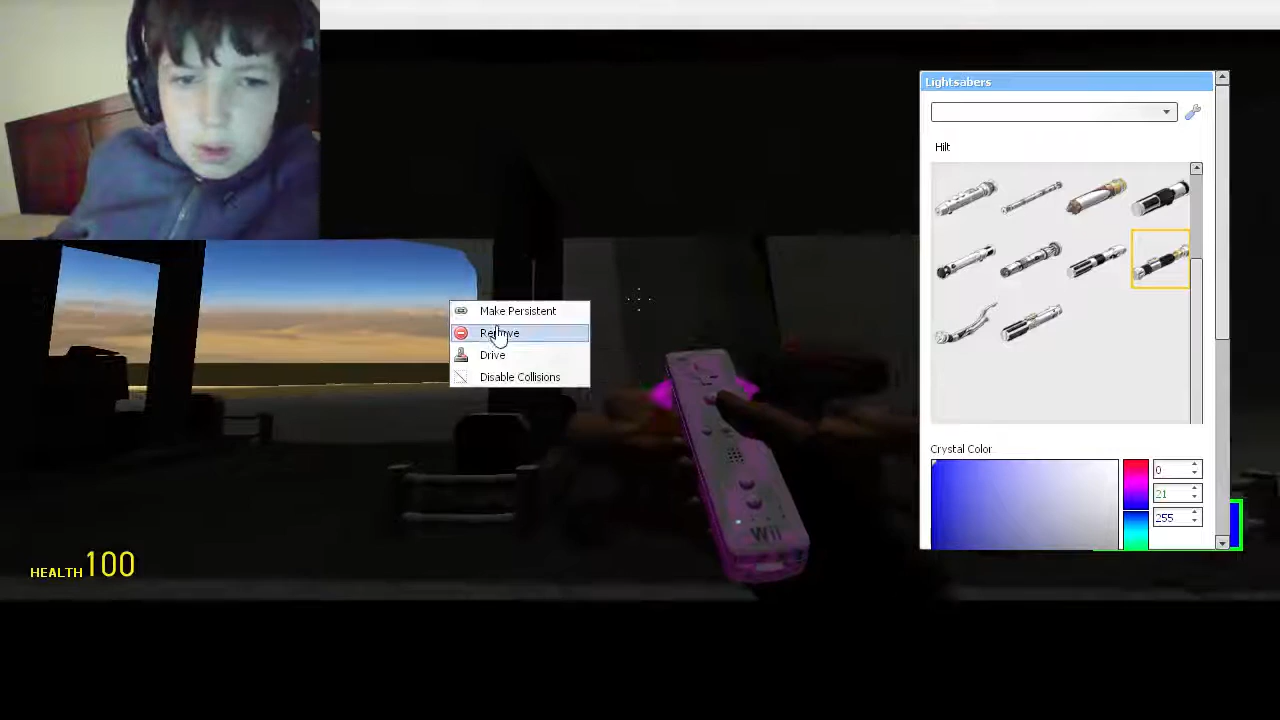 Lightsabers
Hilt
Make Persistent
Remove
Drive
Disable Collisions
Crystal Color
0
21
255
Wii
HEALTH 100